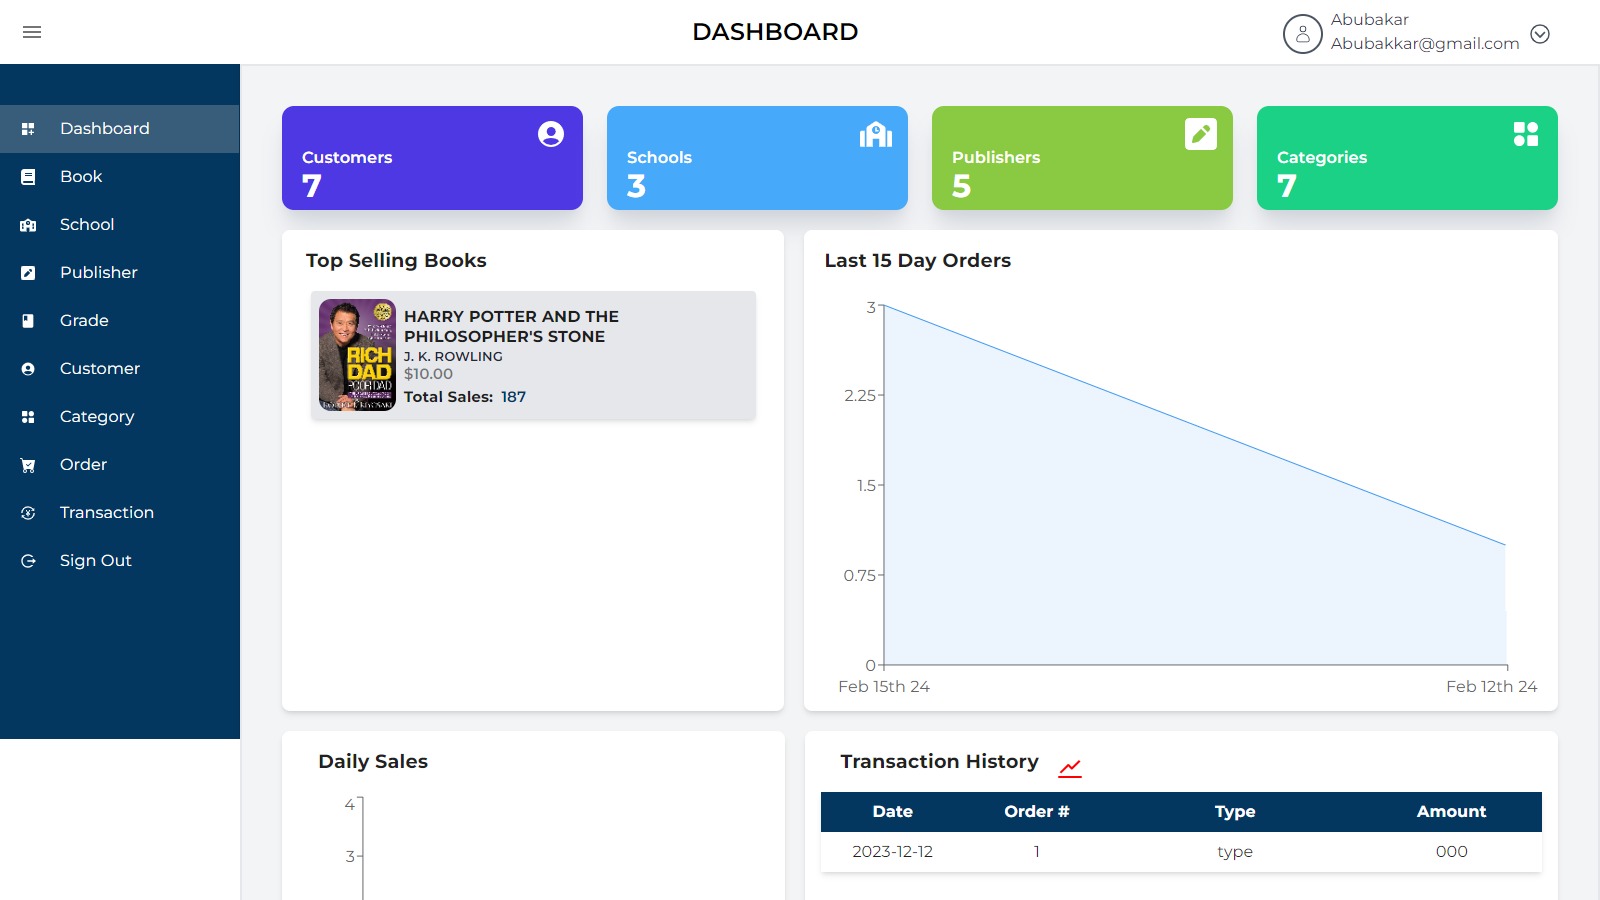 DASHBOARD
Abubakar
Abubakkar@gmail.com
Dashboard
Book
School
Publisher
Grade
Customer
Category
Order
Transaction
Sign Out
Customers
7
Schools
3
Publishers
5
Categories
7
Top Selling Books
RICH
DAD
POOR DAD
HARRY POTTER AND THE
PHILOSOPHER'S STONE
J. K. ROWLING
$10.00
Total Sales: 187
Last 15 Day Orders
3
2.25
1.5
0.75
0
Feb 15th 24
Feb 12th 24
Daily Sales
4
3
Transaction History
Date Order # Type Amount
2023-12-12 1 type 000